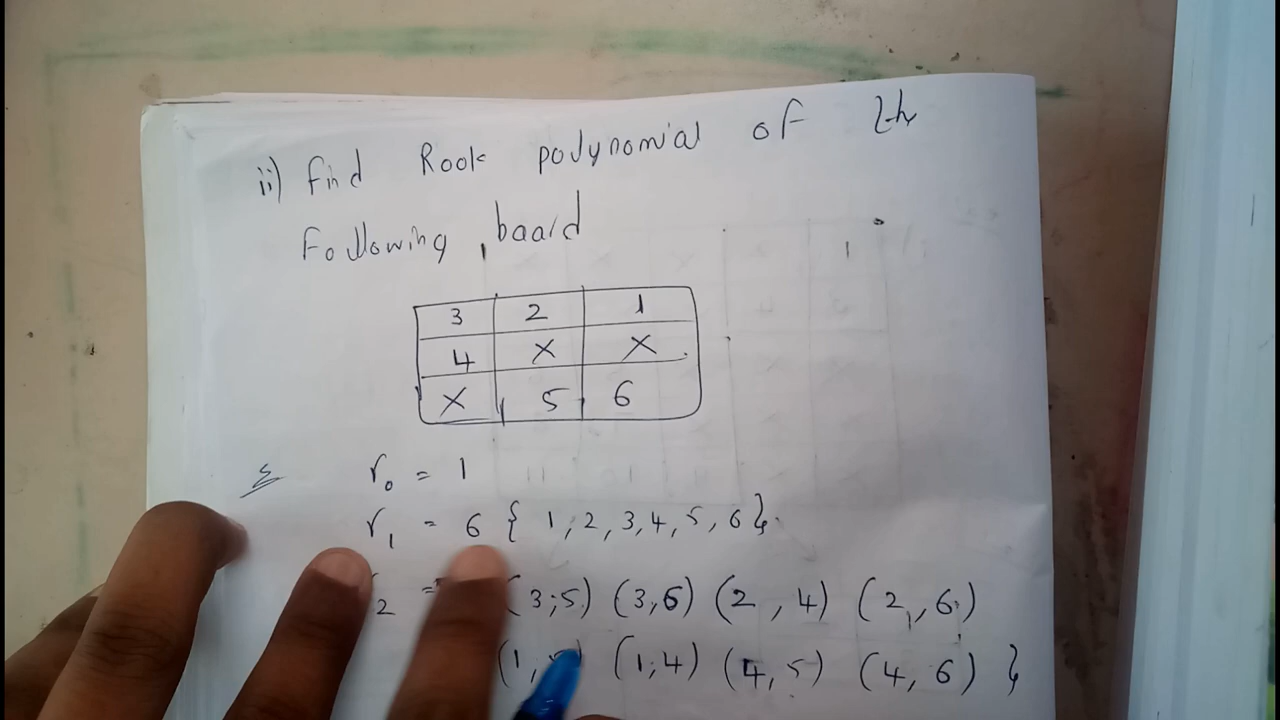 ii) Find Rook polynomial of
Following board
3 2 1
4 X X
X 5 6
r0 = 1
r1 = 6 { 1, 2, 3, 4, 5, 6 }.
2 = (3,5) (3,6) (2, 4) (2, 6)
(1, (1,4) (4,5) (4, 6) }